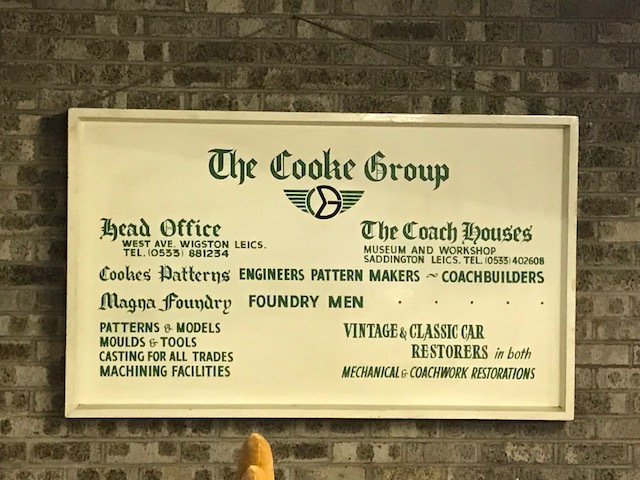 The Cooke Group
Head Office
WEST AVE. WIGSTON LEICS.
TEL. (0533) 881234
The Coach Houses
MUSEUM AND WORKSHOP
SADDINGTON LEICS. TEL. (0533) 402608
Cookes Patterns ENGINEERS PATTERN MAKERS ~ COACHBUILDERS
Magna Foundry FOUNDRY MEN . . . . .
PATTERNS & MODELS
MOULDS & TOOLS
CASTING FOR ALL TRADES
MACHINING FACILITIES
VINTAGE & CLASSIC CAR
RESTORERS in both
MECHANICAL & COACHWORK RESTORATIONS